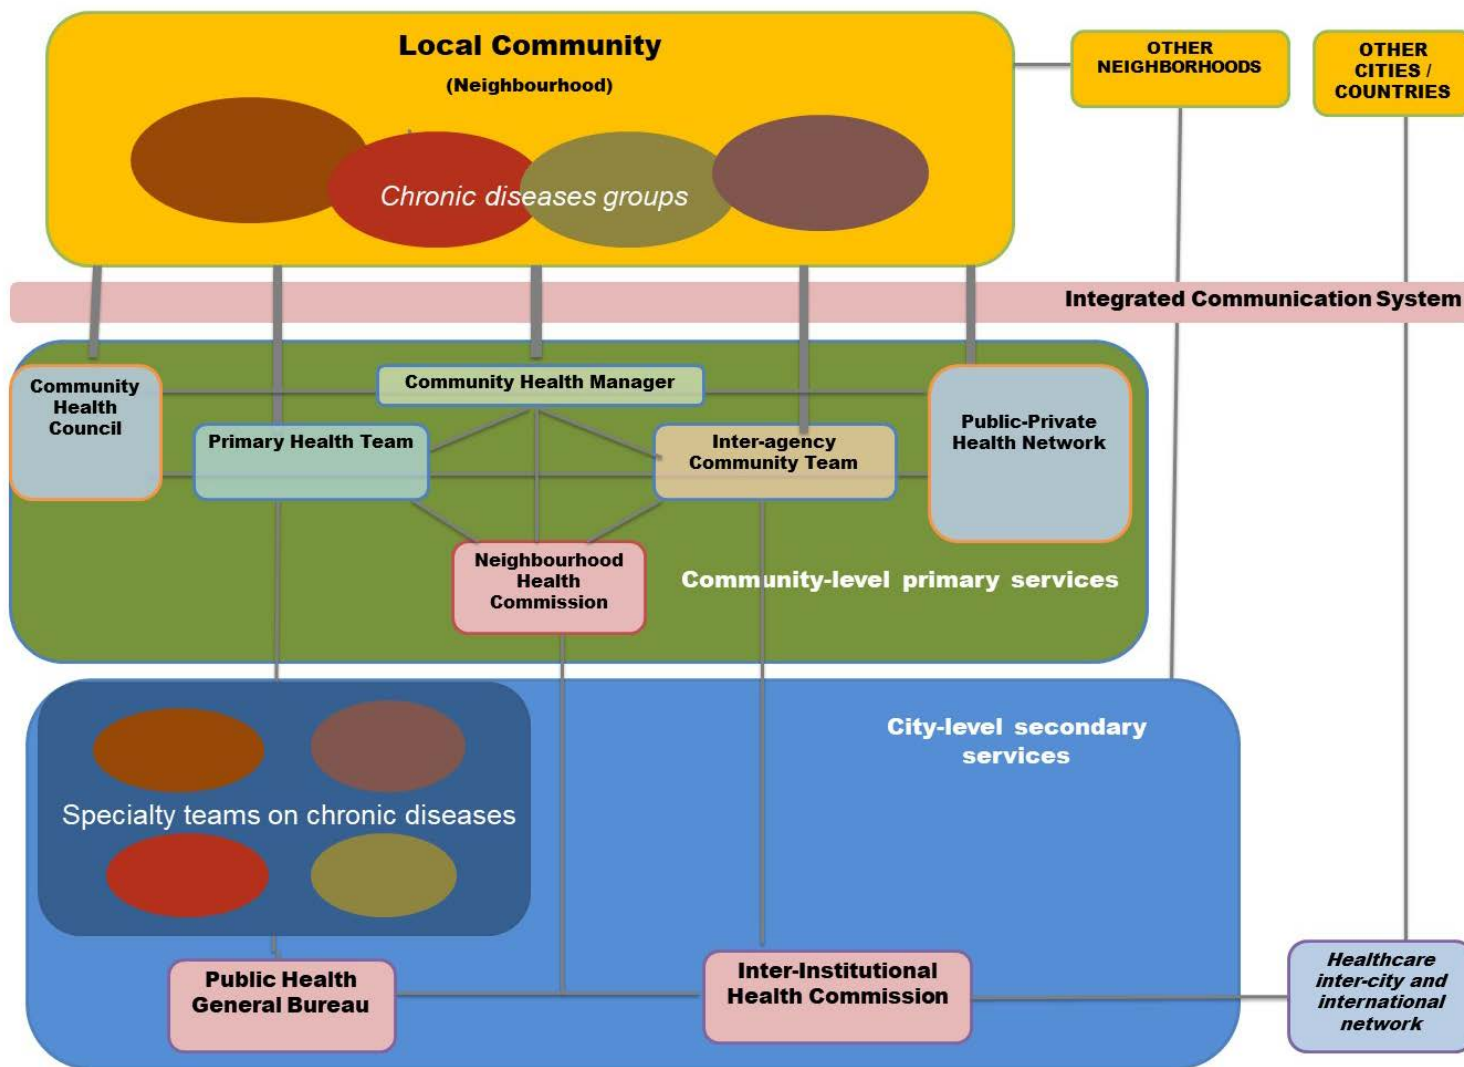 Local Community
(Neighbourhood)
OTHER
NEIGHBORHOODS
OTHER
CITIES /
COUNTRIES
Chronic diseases groups
Integrated Communication System
Community
Health
Council
Community Health Manager
Primary Health Team
Inter-agency
Community Team
Public-Private
Health Network
Neighbourhood
Health
Commission
Community-level primary services
City-level secondary
services
Specialty teams on chronic diseases
Public Health
General Bureau
Inter-Institutional
Health Commission
Healthcare
inter-city and
international
network